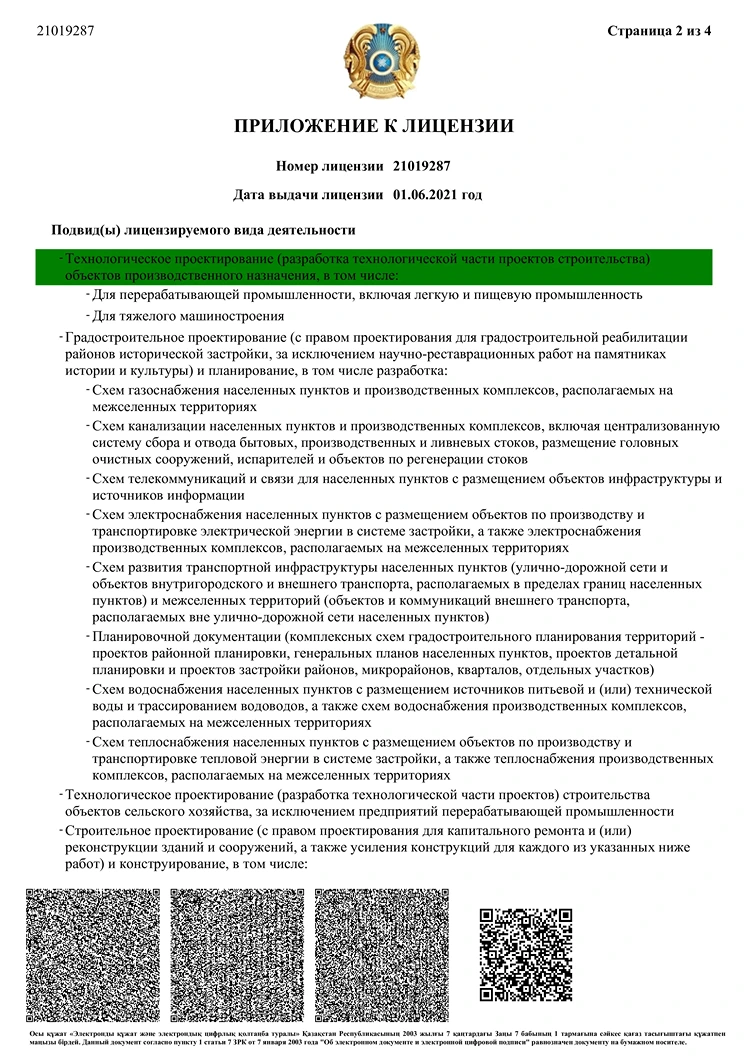 21019287
Страница 2 из 4
ПРИЛОЖЕНИЕ К ЛИЦЕНЗИИ
Номер лицензии 21019287
Дата выдачи лицензии 01.06.2021 год
Подвид(ы) лицензируемого вида деятельности
-Технологическое проектирование (разработка технологической части проектов строительства)
объектов производственного назначения, в том числе:
-Для перерабатывающей промышленности, включая легкую и пищевую промышленность
-Для тяжелого машиностроения
-Градостроительное проектирование (с правом проектирования для градостроительной реабилитации
районов исторической застройки, за исключением научно-реставрационных работ на памятниках
истории и культуры) и планирование, в том числе разработка:
-Схем газоснабжения населенных пунктов и производственных комплексов, располагаемых на
межселенных территориях
-Схем канализации населенных пунктов и производственных комплексов, включая централизованную
систему сбора и отвода бытовых, производственных и ливневых стоков, размещение головных
очистных сооружений, испарителей и объектов по регенерации стоков
-Схем телекоммуникаций и связи для населенных пунктов с размещением объектов инфраструктуры и
источников информации
-Схем электроснабжения населенных пунктов с размещением объектов по производству и
транспортировке электрической энергии в системе застройки, а также электроснабжения
производственных комплексов, располагаемых на межселенных территориях
-Схем развития транспортной инфраструктуры населенных пунктов (улично-дорожной сети и
объектов внутригородского и внешнего транспорта, располагаемых в пределах границ населенных
пунктов) и межселенных территорий (объектов и коммуникаций внешнего транспорта,
располагаемых вне улично-дорожной сети населенных пунктов)
-Планировочной документации (комплексных схем градостроительного планирования территорий -
проектов районной планировки, генеральных планов населенных пунктов, проектов детальной
планировки и проектов застройки районов, микрорайонов, кварталов, отдельных участков)
-Схем водоснабжения населенных пунктов с размещением источников питьевой и (или) технической
воды и трассированием водоводов, а также схем водоснабжения производственных комплексов,
располагаемых на межселенных территориях
-Схем теплоснабжения населенных пунктов с размещением объектов по производству и
транспортировке тепловой энергии в системе застройки, а также теплоснабжения производственных
комплексов, располагаемых на межселенных территориях
-Технологическое проектирование (разработка технологической части проектов) строительства
объектов сельского хозяйства, за исключением предприятий перерабатывающей промышленности
-Строительное проектирование (с правом проектирования для капитального ремонта и (или)
реконструкции зданий и сооружений, а также усиления конструкций для каждого из указанных ниже
работ) и конструирование, в том числе:
Осы құжат «Электронды құжат және электрондық цифрлық қолтаңба туралы» Қазақстан Республикасының 2003 жылғы 7 қаңтардағы Заңы 7 бабының 1 тармағына сәйкес қағаз тасығыштағы құжатпен
маңызы бірдей. Данный документ согласно пункту 1 статьи 7 ЗРК от 7 января 2003 года "Об электронном документе и электронной цифровой подписи" равнозначен документу на бумажном носителе.